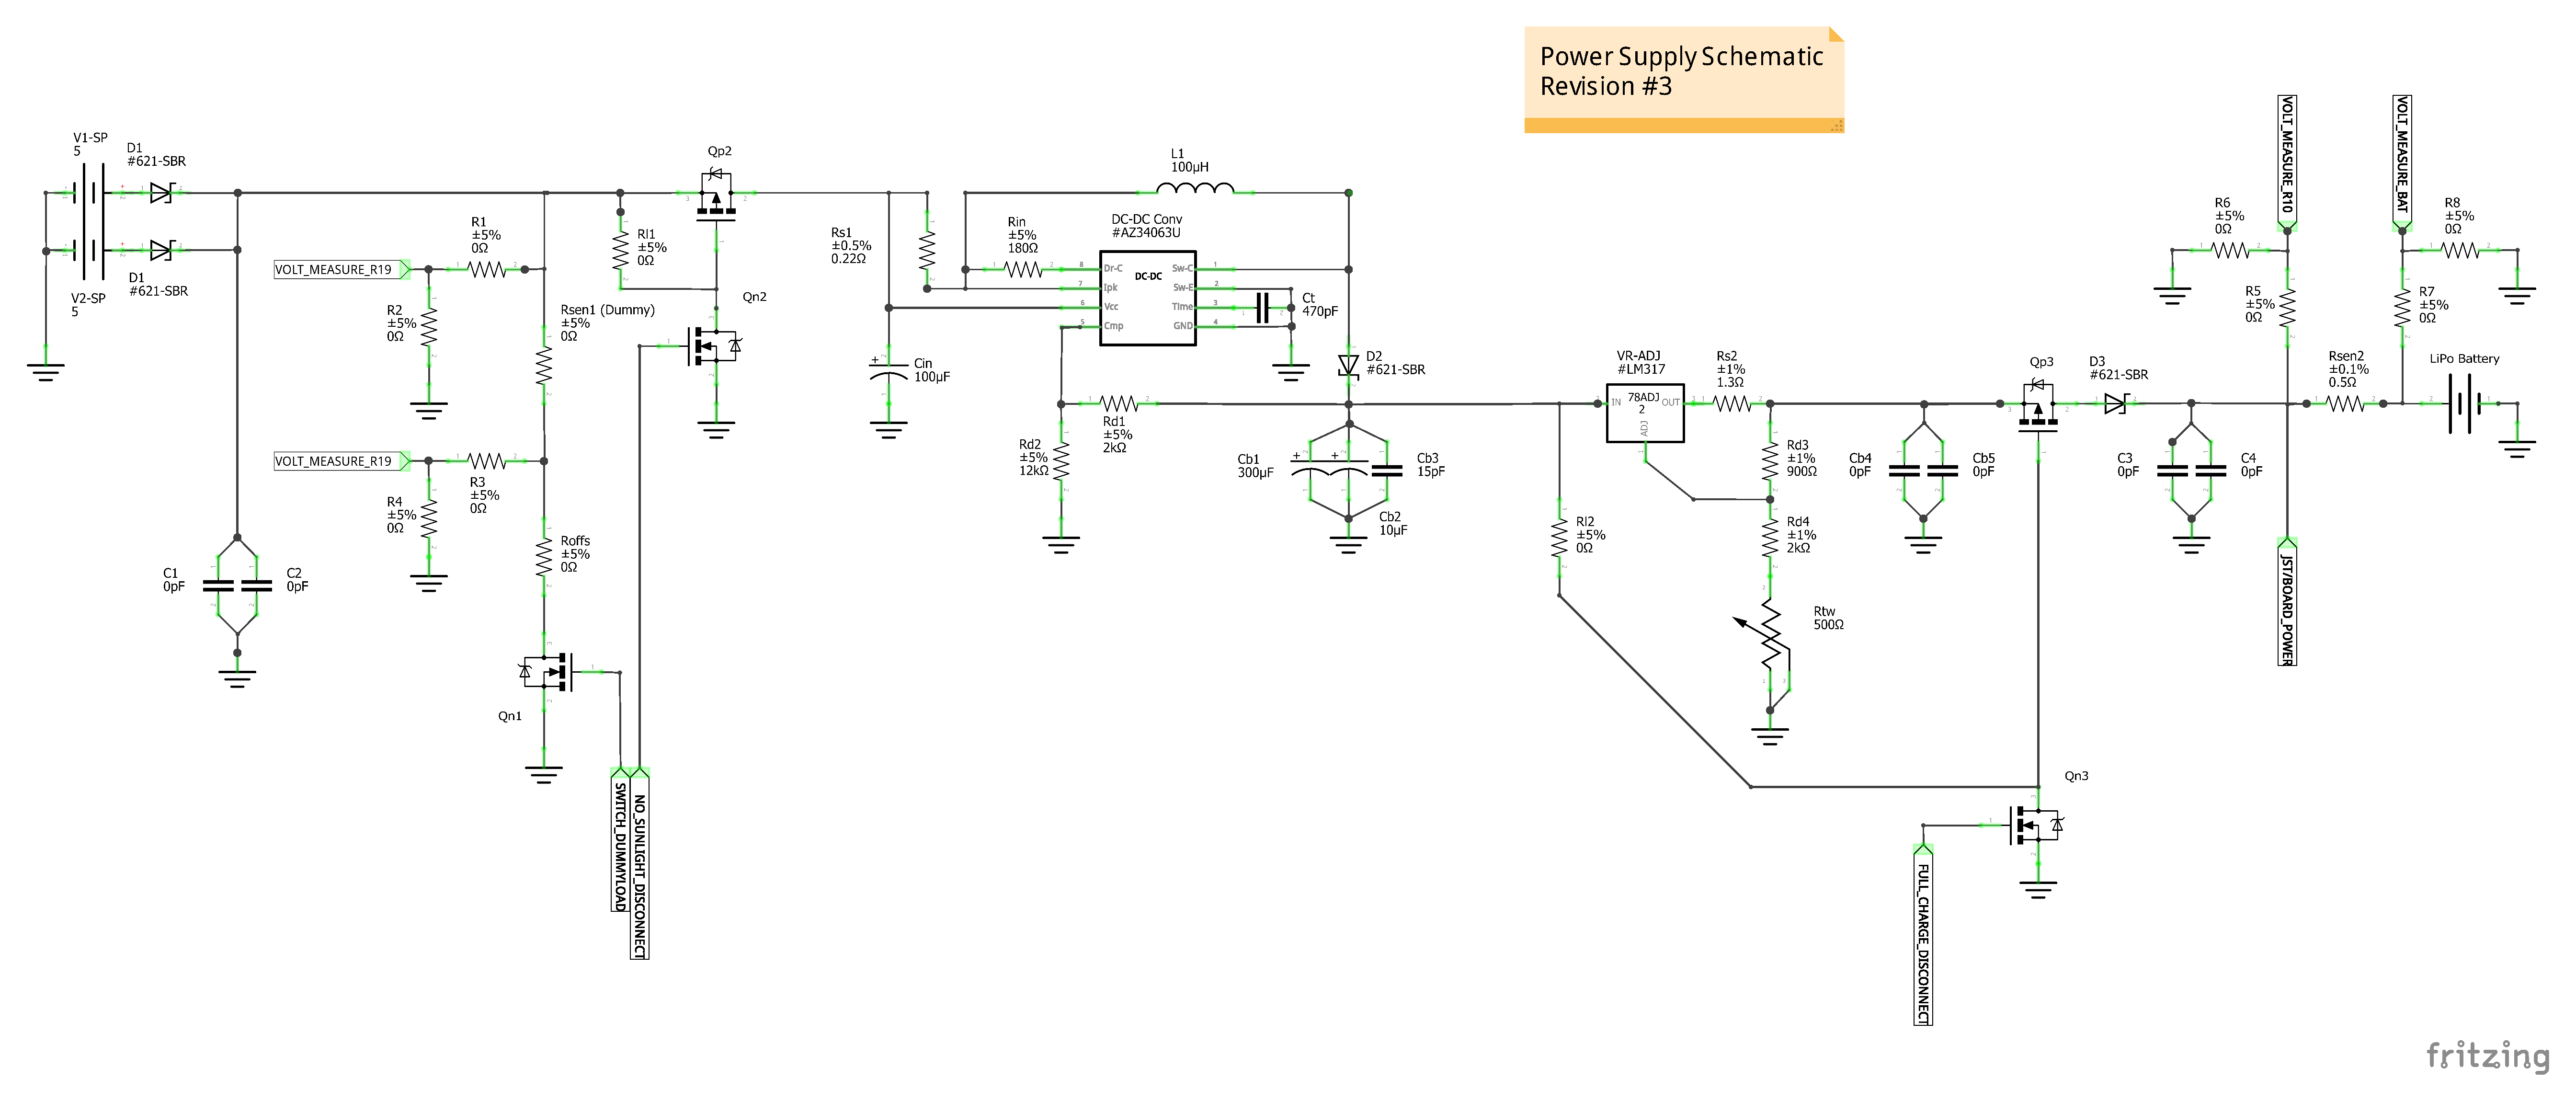 Power Supply Schematic
Revision #3
V1-SP
5
D1
#621-SBR
V2-SP
5
D1
#621-SBR
C1
0pF
C2
0pF
VOLT_MEASURE_R19
R1
±5%
0Ω
R2
±5%
0Ω
Rsen1 (Dummy)
±5%
0Ω
VOLT_MEASURE_R19
R3
±5%
0Ω
R4
±5%
0Ω
Roffs
±5%
0Ω
Qn1
SWITCH_DUMMYLOAD
NO_SUNLIGHT_DISCONNECT
Rl1
±5%
0Ω
Qp2
Qn2
Rs1
±0.5%
0.22Ω
Cin
100µF
L1
100µH
Rin
±5%
180Ω
DC-DC Conv
#AZ34063U
DC-DC
8 Dr-C
7 Ipk
6 Vcc
5 Cmp
Sw-C 1
Sw-E 2
Time 3
GND 4
Ct
470pF
D2
#621-SBR
Rd1
±5%
2kΩ
Rd2
±5%
12kΩ
Cb1
300µF
Cb3
15pF
Cb2
10µF
VR-ADJ
#LM317
78ADJ
2
IN
OUT
ADJ
Rs2
±1%
1.3Ω
Rl2
±5%
0Ω
Rd3
±1%
900Ω
Rd4
±1%
2kΩ
Rtw
500Ω
Cb4
0pF
Cb5
0pF
Qp3
D3
#621-SBR
Qn3
FULL_CHARGE_DISCONNECT
C3
0pF
C4
0pF
VOLT_MEASURE_R10
R6
±5%
0Ω
R5
±5%
0Ω
JST/BOARD_POWER
VOLT_MEASURE_BAT
R8
±5%
0Ω
R7
±5%
0Ω
Rsen2
±0.1%
0.5Ω
LiPo Battery
fritzing